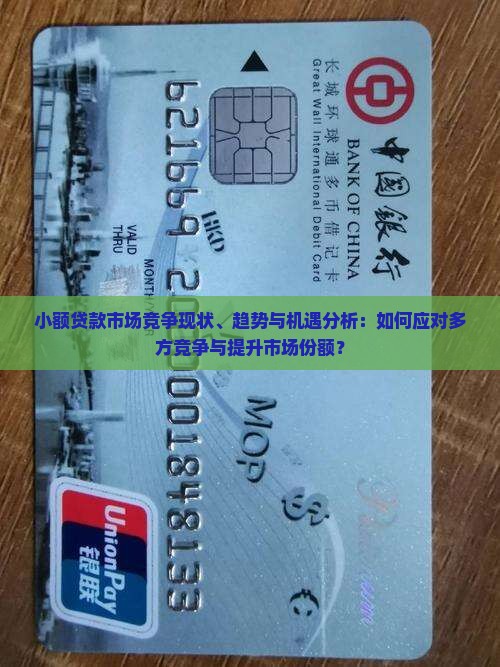 小额贷款市场竞争现状、趋势与机遇分析：如何应对多
方竞争与提升市场份额？
中国银行
BANK OF CHINA
长城环球通多币借记卡
Great Wall International Debit Card
621669
HKD
MOP
$
€
VALID
THRU
UnionPay
银联